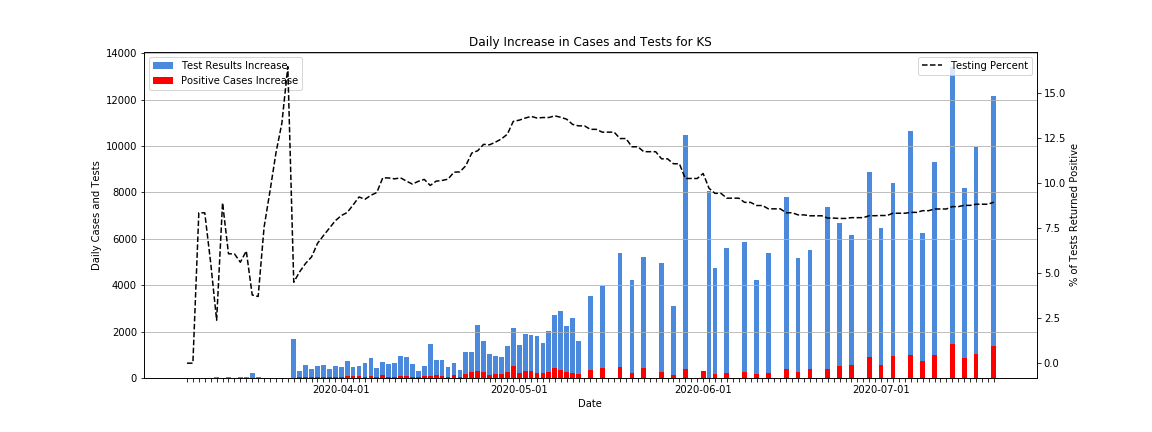 Daily Increase in Cases and Tests for KS
Test Results Increase
Positive Cases Increase
Testing Percent
14000
12000
10000
8000
6000
4000
2000
0
Daily Cases and Tests
15.0
12.5
10.0
7.5
5.0
2.5
0.0
% of Tests Returned Positive
2020-04-01
2020-05-01
2020-06-01
2020-07-01
Date